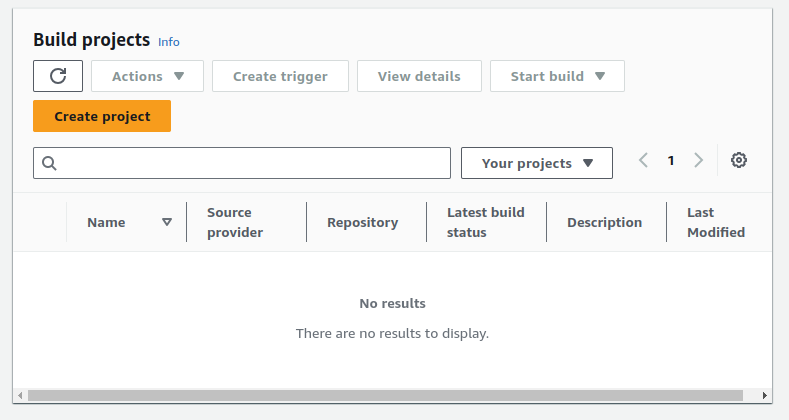 Build projects Info
Actions Create trigger View details Start build
Create project
Your projects 1
Name Source provider Repository Latest build status Description Last Modified
No results
There are no results to display.